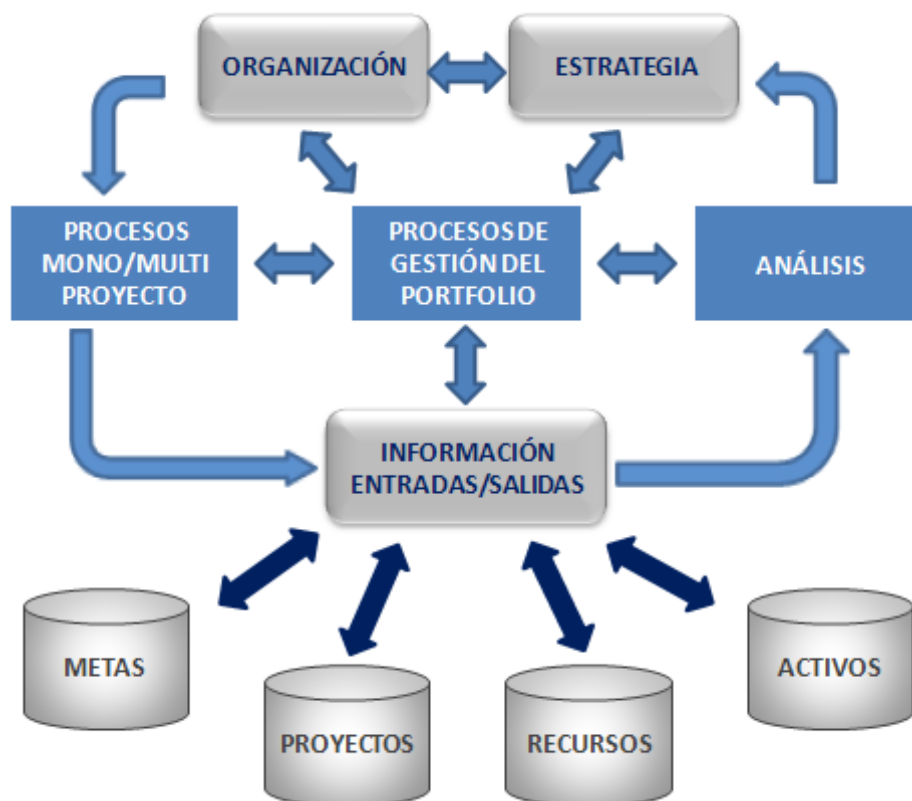 ORGANIZACIÓN
ESTRATEGIA
PROCESOS
MONO/MULTI
PROYECTO
PROCESOS DE
GESTIÓN DEL
PORTFOLIO
ANÁLISIS
INFORMACIÓN
ENTRADAS/SALIDAS
METAS
PROYECTOS
RECURSOS
ACTIVOS